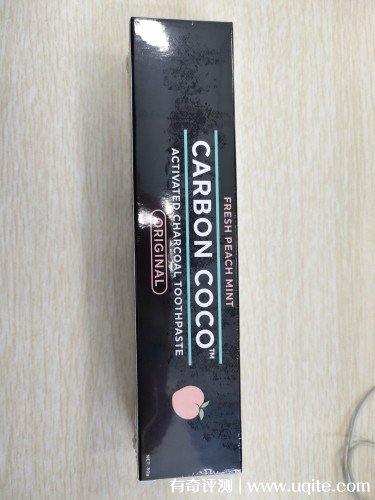 FRESH PEACH MINT
CARBON COCO™
ACTIVATED CHARCOAL TOOTHPASTE
ORIGINAL
有奇评测 | www.uqite.com